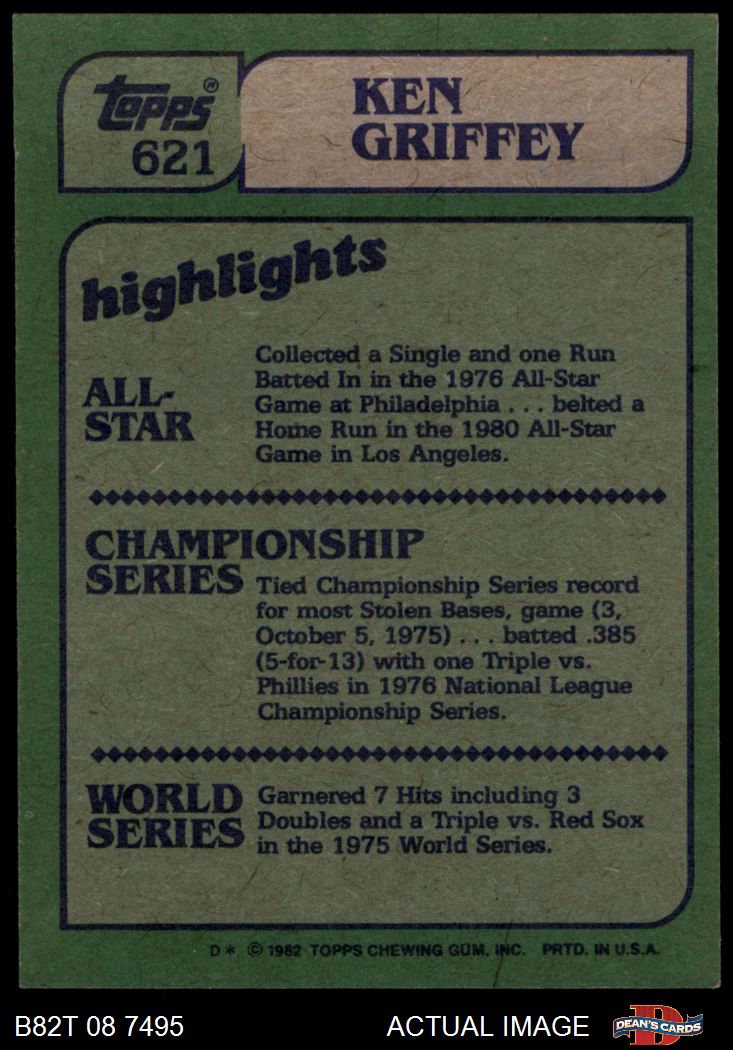 topps®
621
KEN
GRIFFEY
highlights
ALL-
STAR
Collected a Single and one Run
Batted In in the 1976 All-Star
Game at Philadelphia . . . belted a
Home Run in the 1980 All-Star
Game in Los Angeles.
CHAMPIONSHIP
SERIES
Tied Championship Series record
for most Stolen Bases, game (3,
October 5, 1975) . . . batted .385
(5-for-13) with one Triple vs.
Phillies in 1976 National League
Championship Series.
WORLD
SERIES
Garnered 7 Hits including 3
Doubles and a Triple vs. Red Sox
in the 1975 World Series.
D* © 1982 TOPPS CHEWING GUM, INC. PRTD. IN U.S.A.
B82T 08 7495
ACTUAL IMAGE
D
DEAN'S CARDS